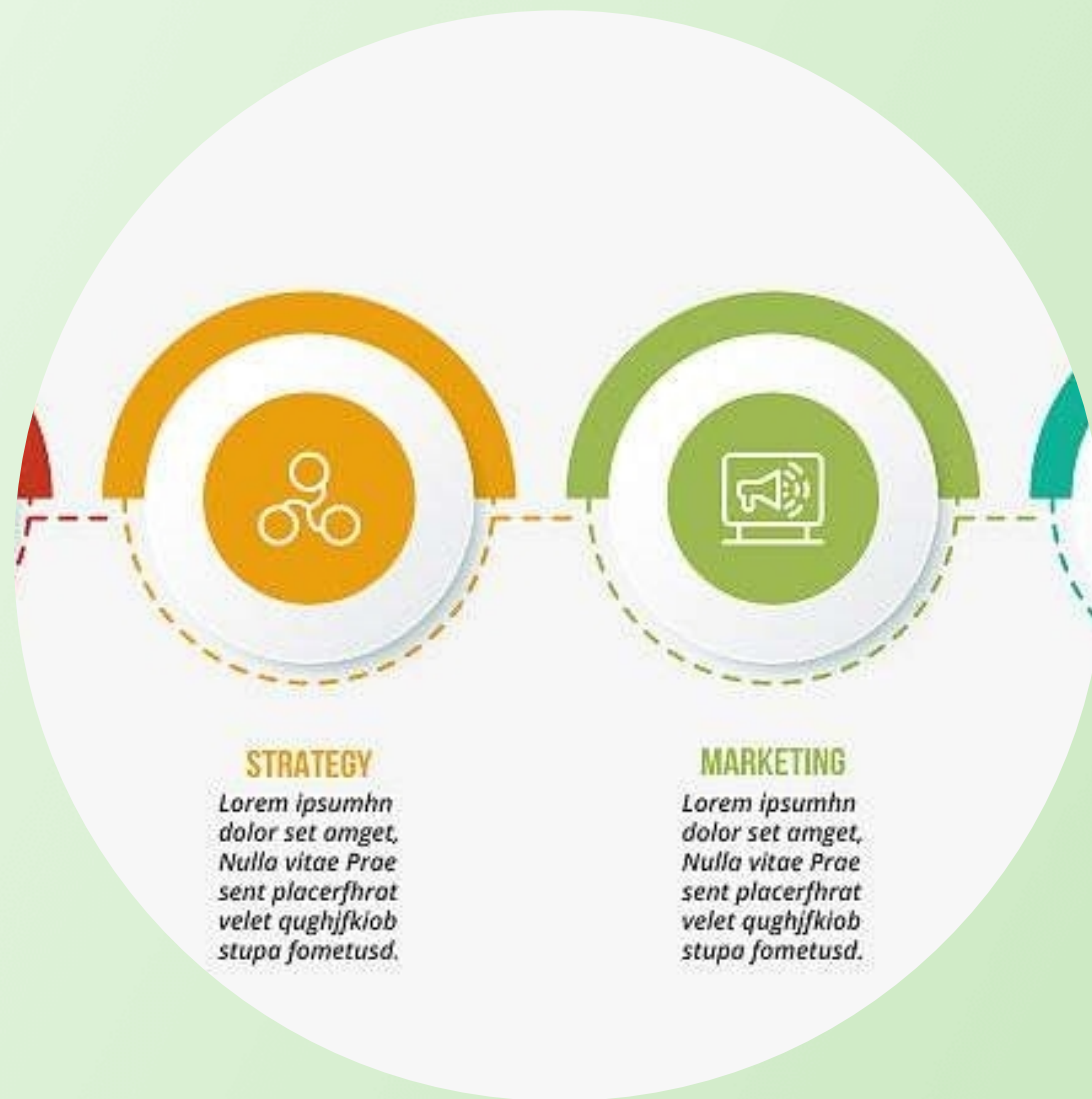 STRATEGY
Lorem ipsumhn
dolor set amget,
Nulla vitae Prae
sent placerfhrat
velet qughjfkiob
stupa fometusd.
MARKETING
Lorem ipsumhn
dolor set amget,
Nulla vitae Prae
sent placerfhrat
velet qughjfkiob
stupa fometusd.